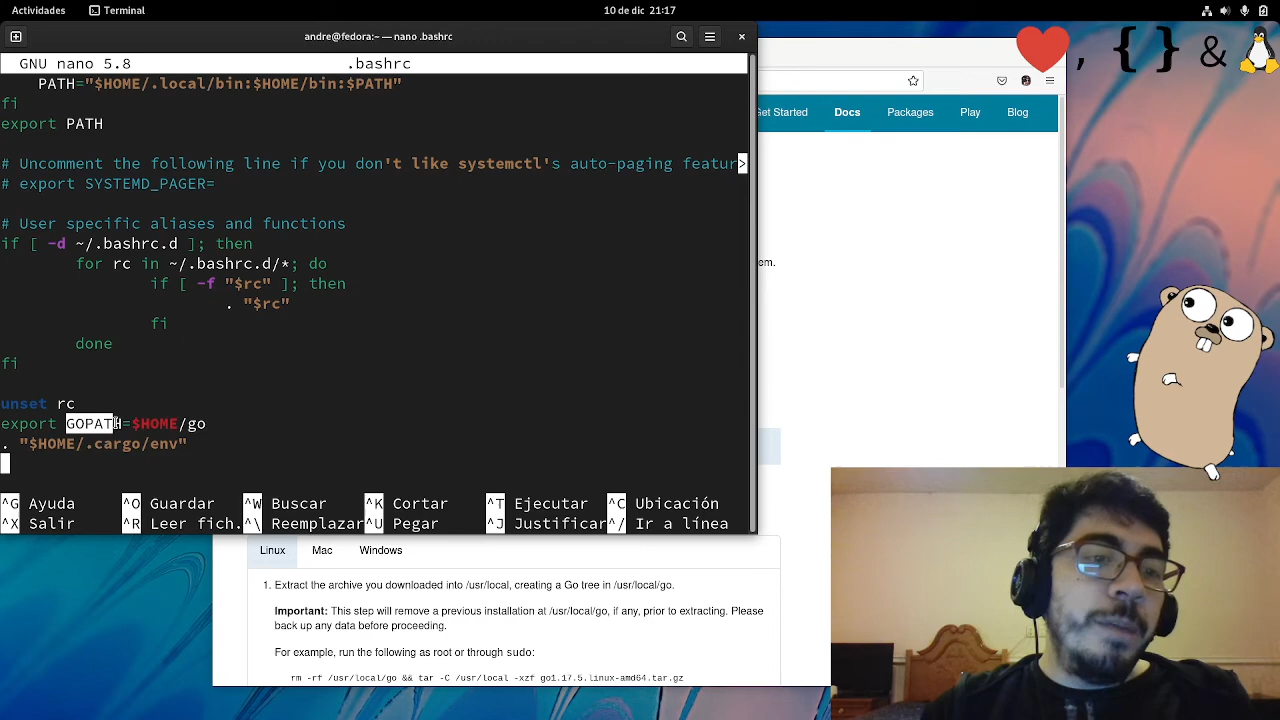 Actividades
Terminal
10 de dic 21:17
andre@fedora:~ — nano .bashrc
GNU nano 5.8
.bashrc
PATH="$HOME/.local/bin:$HOME/bin:$PATH"
fi
export PATH
# Uncomment the following line if you don't like systemctl's auto-paging featur>
# export SYSTEMD_PAGER=
# User specific aliases and functions
if [ -d ~/.bashrc.d ]; then
for rc in ~/.bashrc.d/*; do
if [ -f "$rc" ]; then
. "$rc"
fi
done
fi
unset rc
export GOPATH=$HOME/go
. "$HOME/.cargo/env"
^G Ayuda ^O Guardar ^W Buscar ^K Cortar ^T Ejecutar ^C Ubicación
^X Salir ^R Leer fich. ^\ Reemplazar ^U Pegar ^J Justificar ^/ Ir a línea
, { } &
Get Started Docs Packages Play Blog
em.
Linux Mac Windows
1. Extract the archive you downloaded into /usr/local, creating a Go tree in /usr/local/go.
Important: This step will remove a previous installation at /usr/local/go, if any, prior to extracting. Please
back up any data before proceeding.
For example, run the following as root or through sudo:
rm -rf /usr/local/go && tar -C /usr/local -xzf go1.17.5.linux-amd64.tar.gz